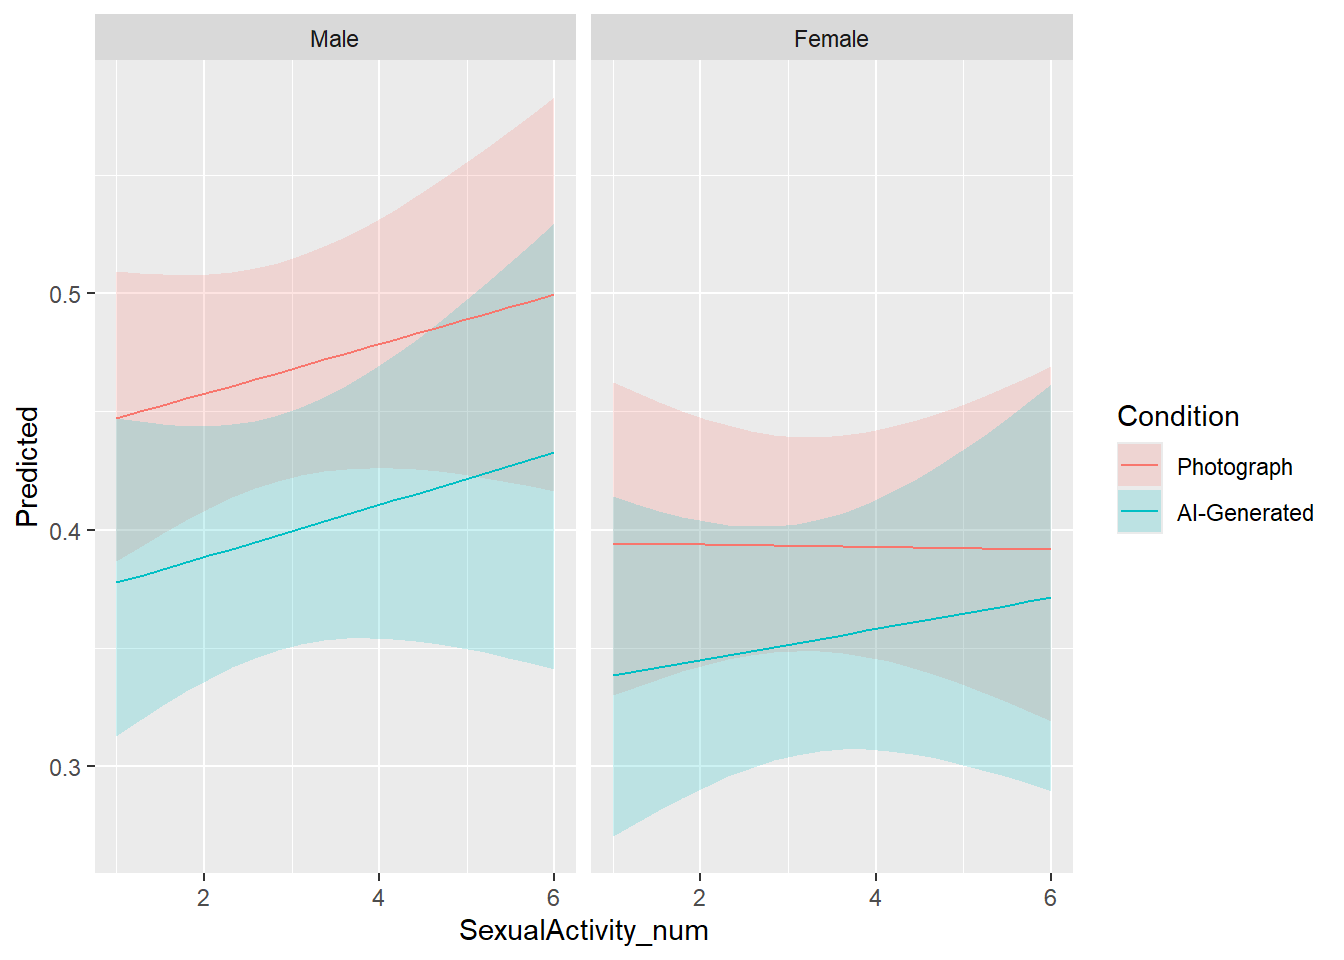 Male
Female
0.5
0.4
0.3
Predicted
2
4
6
2
4
6
SexualActivity_num
Condition
Photograph
AI-Generated